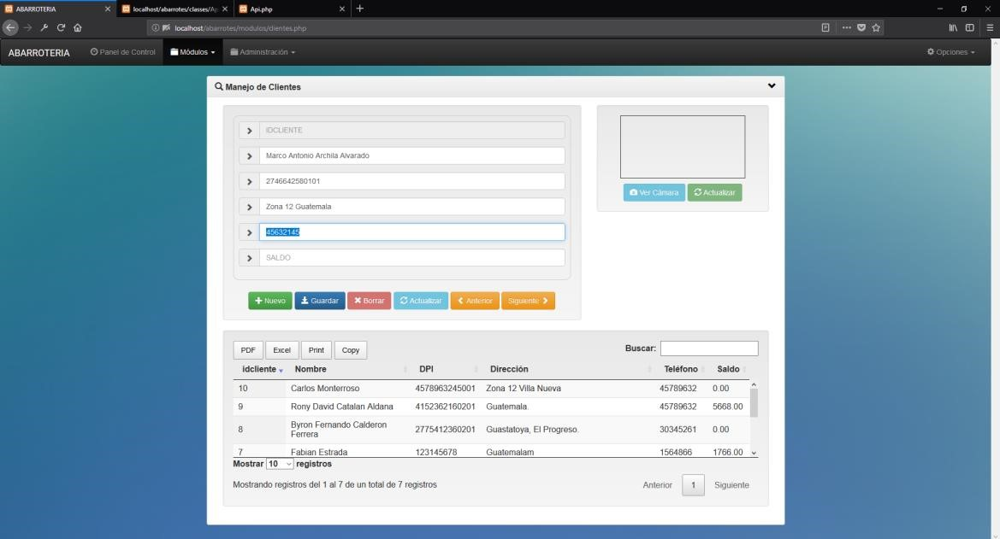 ABARROTERIA
localhost/abarrotes/classes/Ap
Api.php
localhost/abarrotes/modulos/clientes.php
ABARROTERIA Panel de Control Módulos Administración Opciones
Manejo de Clientes
IDCLIENTE
Marco Antonio Archila Alvarado
2746642580101
Zona 12 Guatemala
45632145
SALDO
Ver Cámara Actualizar
Nuevo Guardar Borrar Actualizar Anterior Siguiente
PDF Excel Print Copy Buscar:
idcliente Nombre DPI Dirección Teléfono Saldo
10 Carlos Monterroso 4578963245001 Zona 12 Villa Nueva 45789632 0.00
9 Rony David Catalan Aldana 4152362160201 Guatemala. 45789632 5668.00
8 Byron Fernando Calderon Ferrera 2775412360201 Guastatoya, El Progreso. 30345261 0.00
7 Fabian Estrada 123145678 Guatemalam 1564866 1766.00
Mostrar 10 registros
Mostrando registros del 1 al 7 de un total de 7 registros
Anterior 1 Siguiente